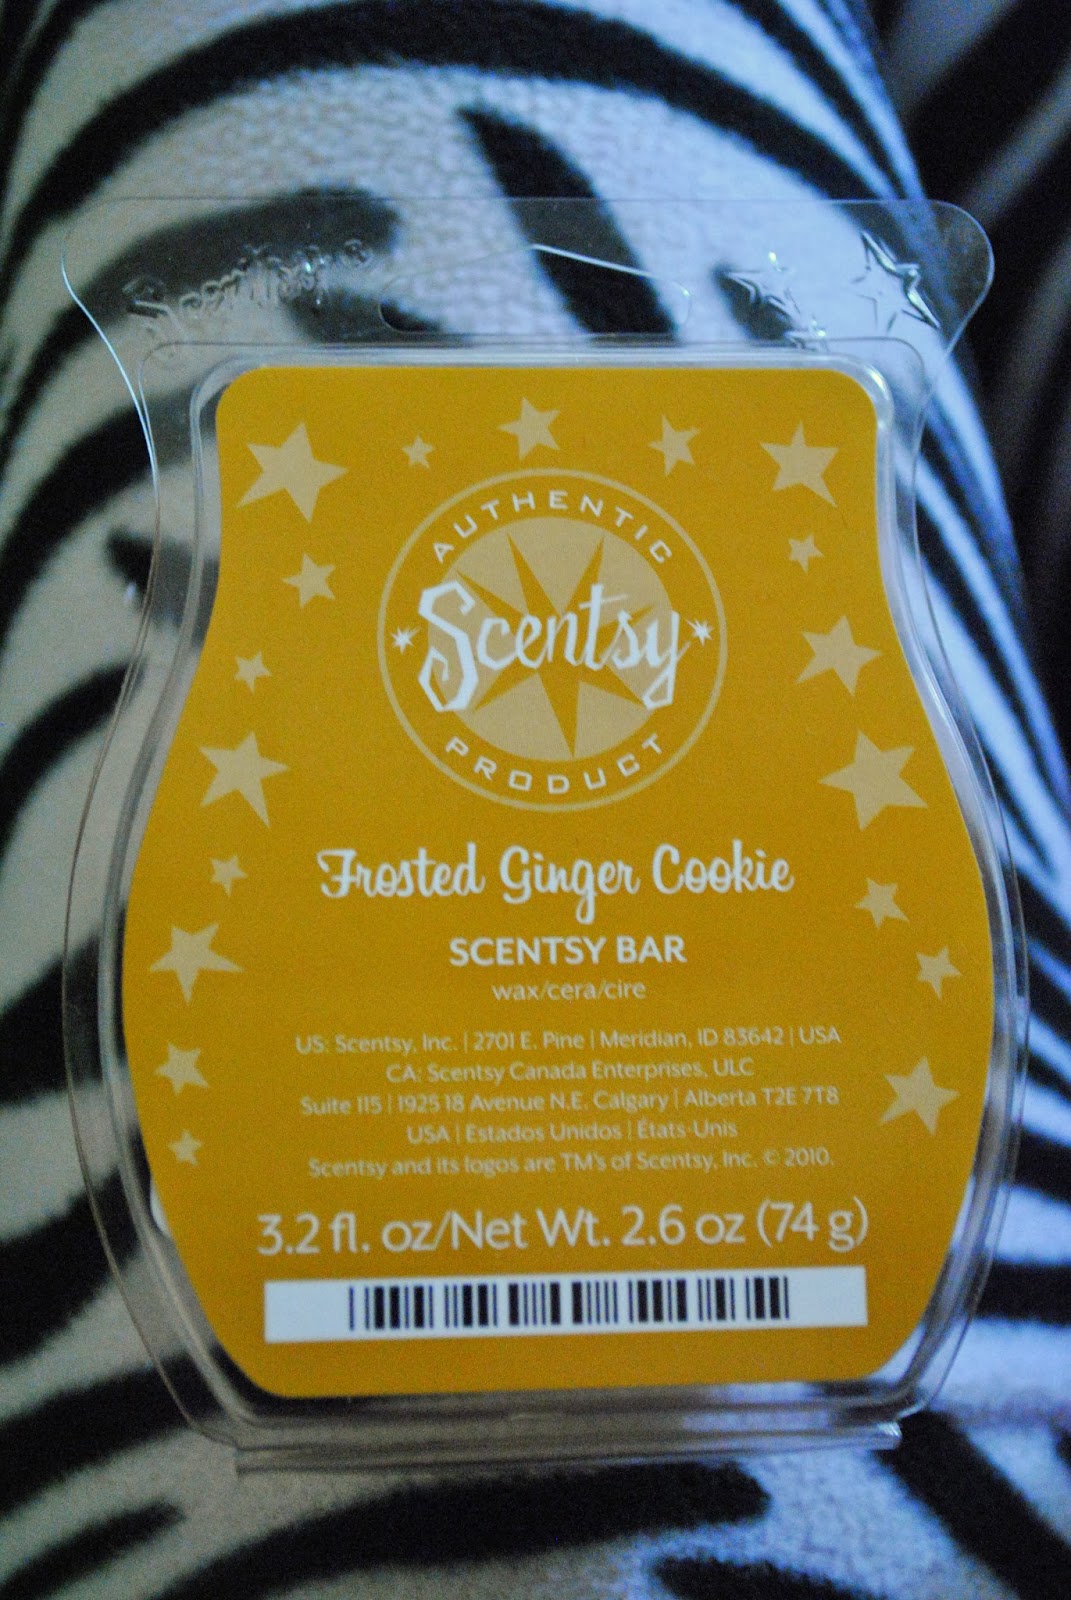 Scentsy®
AUTHENTIC
Scentsy
PRODUCT
Frosted Ginger Cookie
SCENTSY BAR
wax/cera/cire
US: Scentsy, Inc. | 2701 E. Pine | Meridian, ID 83642 | USA
CA: Scentsy Canada Enterprises, ULC
Suite 115 | 1925 18 Avenue N.E. Calgary | Alberta T2E 7T8
USA | Estados Unidos | États-Unis
Scentsy and its logos are TM's of Scentsy, Inc. © 2010.
3.2 fl. oz/Net Wt. 2.6 oz (74 g)